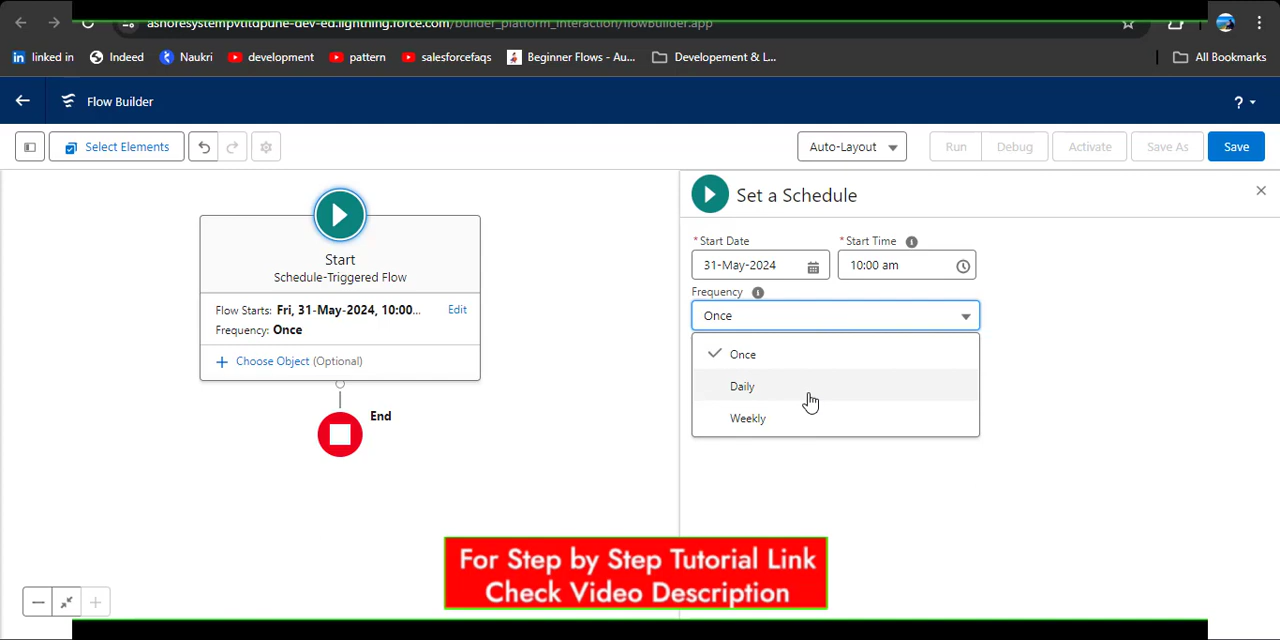 ashoresystempvtltdpune-dev-ed.lightning.force.com/builder_platform_interaction/flowBuilder.app
linked in
Indeed
Naukri
development
pattern
salesforcefaqs
Beginner Flows - Au...
Developement & L...
All Bookmarks
Flow Builder
?
Select Elements
Auto-Layout
Run
Debug
Activate
Save As
Save
Start
Schedule-Triggered Flow
Flow Starts: Fri, 31-May-2024, 10:00... Edit
Frequency: Once
+ Choose Object (Optional)
End
Set a Schedule
* Start Date
* Start Time
31-May-2024
10:00 am
Frequency
Once
Once
Daily
Weekly
For Step by Step Tutorial Link
Check Video Description